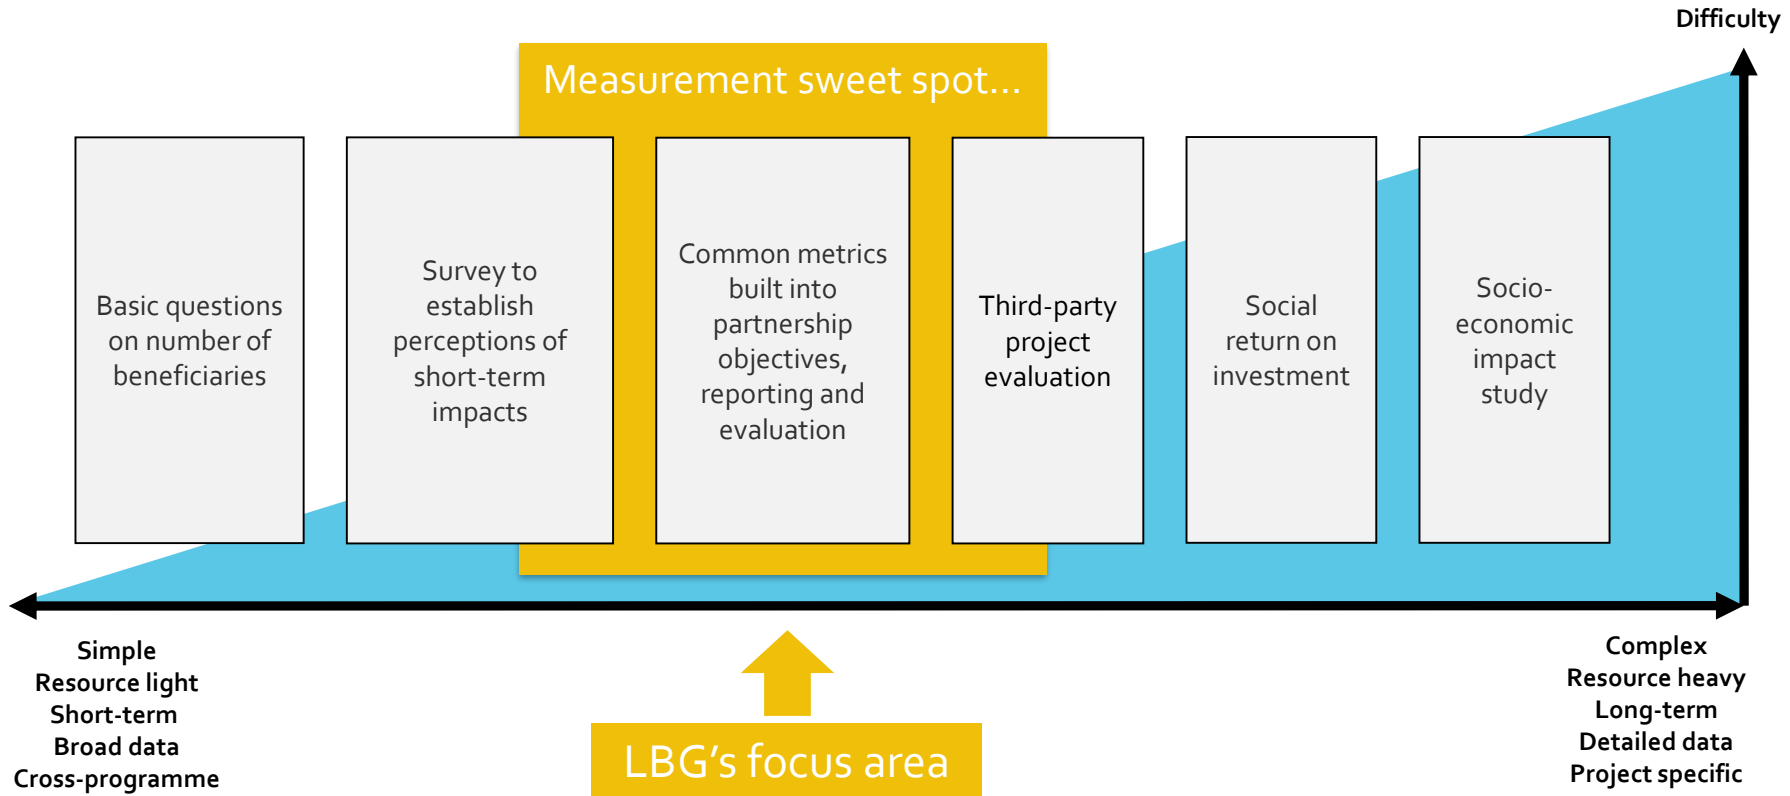 Difficulty
Measurement sweet spot...
Basic questions
on number of
beneficiaries
Survey to
establish
perceptions of
short-term
impacts
Common metrics
built into
partnership
objectives,
reporting and
evaluation
Third-party
project
evaluation
Social
return on
investment
Socio-
economic
impact
study
Simple
Resource light
Short-term
Broad data
Cross-programme
LBG's focus area
Complex
Resource heavy
Long-term
Detailed data
Project specific